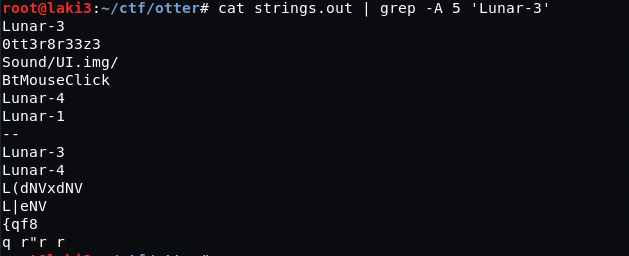 root@laki3:~/ctf/otter# cat strings.out | grep -A 5 'Lunar-3'
Lunar-3
0tt3r8r33z3
Sound/UI.img/
BtMouseClick
Lunar-4
Lunar-1
--
Lunar-3
Lunar-4
L(dNVxdNV
L|eNV
{qf8
q r"r r